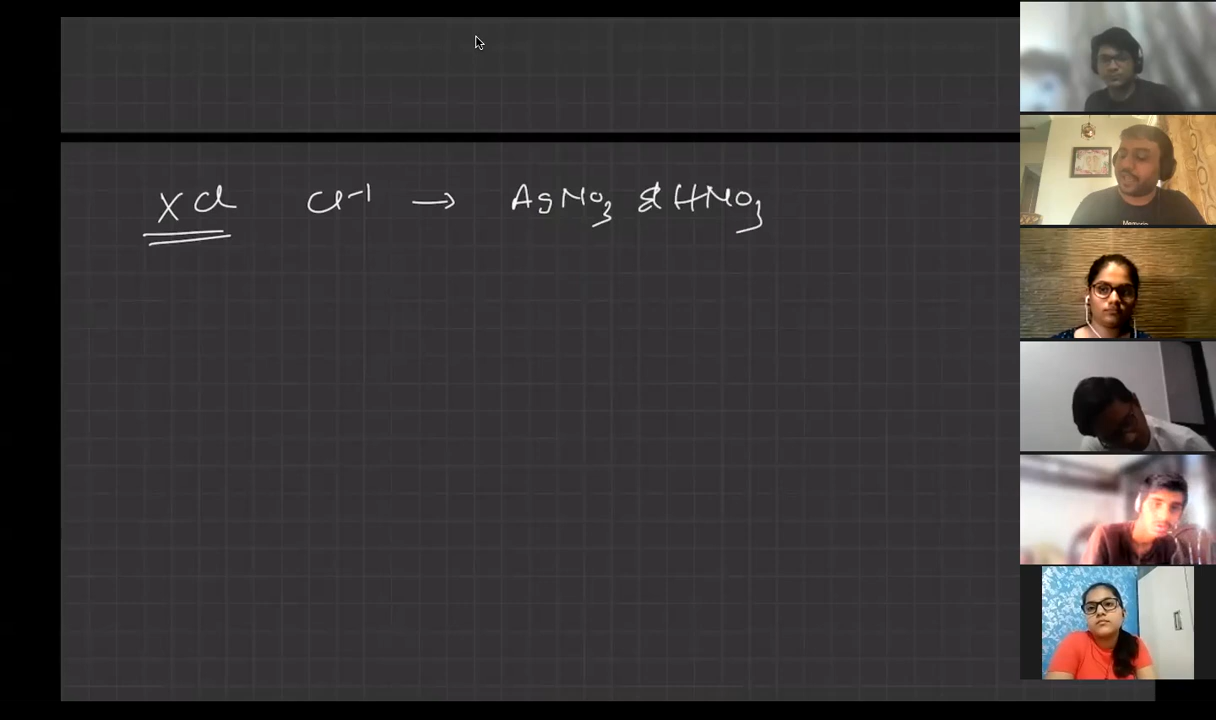 XCl Cl⁻¹ → AgNO₃ & HNO₃